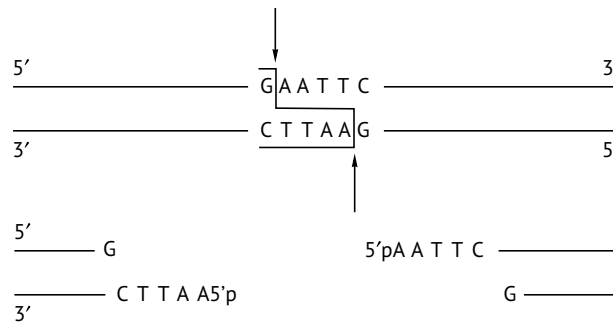 5′ 3
G A A T T C
C T T A A G
3′ 5
5′ G 5′pA A T T C
C T T A A5'p G
3′